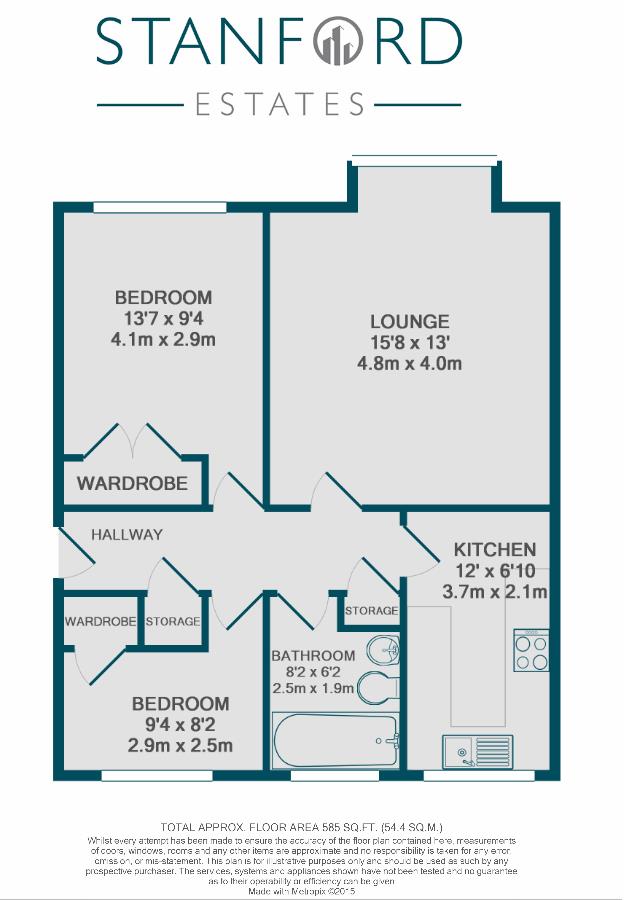 STANFORD
ESTATES
BEDROOM
13'7 x 9'4
4.1m x 2.9m
LOUNGE
15'8 x 13'
4.8m x 4.0m
WARDROBE
HALLWAY
KITCHEN
12' x 6'10
3.7m x 2.1m
WARDROBE
STORAGE
STORAGE
BATHROOM
8'2 x 6'2
2.5m x 1.9m
BEDROOM
9'4 x 8'2
2.9m x 2.5m
TOTAL APPROX. FLOOR AREA 585 SQ.FT. (54.4 SQ.M.)
Whilst every attempt has been made to ensure the accuracy of the floor plan contained here, measurements
of doors, windows, rooms and any other items are approximate and no responsibility is taken for any error,
omission, or mis-statement. This plan is for illustrative purposes only and should be used as such by any
prospective purchaser. The services, systems and appliances shown have not been tested and no guarantee
as to their operability or efficiency can be given
Made with Metropix ©2015